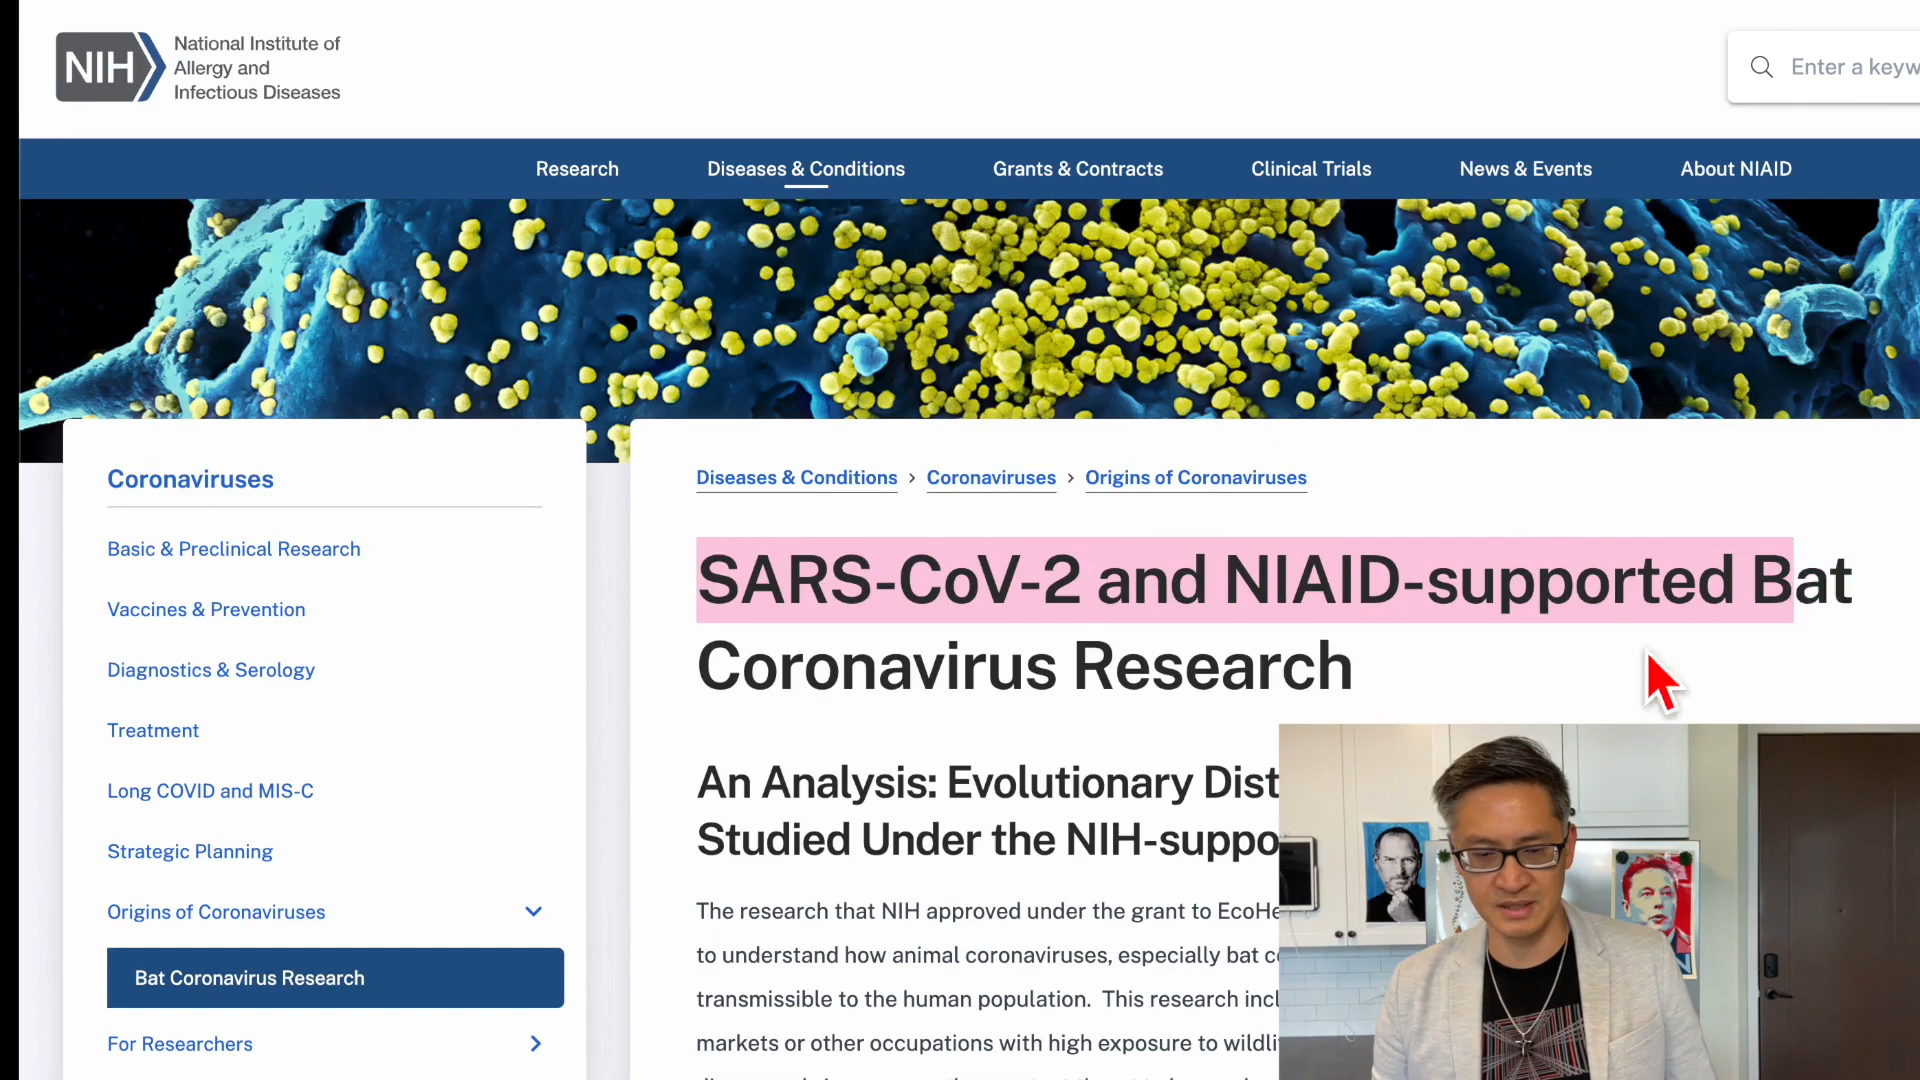 NIH
National Institute of
Allergy and
Infectious Diseases
Enter a keyw
Research
Diseases & Conditions
Grants & Contracts
Clinical Trials
News & Events
About NIAID
Coronaviruses
Basic & Preclinical Research
Vaccines & Prevention
Diagnostics & Serology
Treatment
Long COVID and MIS-C
Strategic Planning
Origins of Coronaviruses
Bat Coronavirus Research
For Researchers
Diseases & Conditions > Coronaviruses > Origins of Coronaviruses
SARS-CoV-2 and NIAID-supported Bat
Coronavirus Research
An Analysis: Evolutionary Dist
Studied Under the NIH-suppo
The research that NIH approved under the grant to EcoHe
to understand how animal coronaviruses, especially bat c
transmissible to the human population. This research incl
markets or other occupations with high exposure to wildli